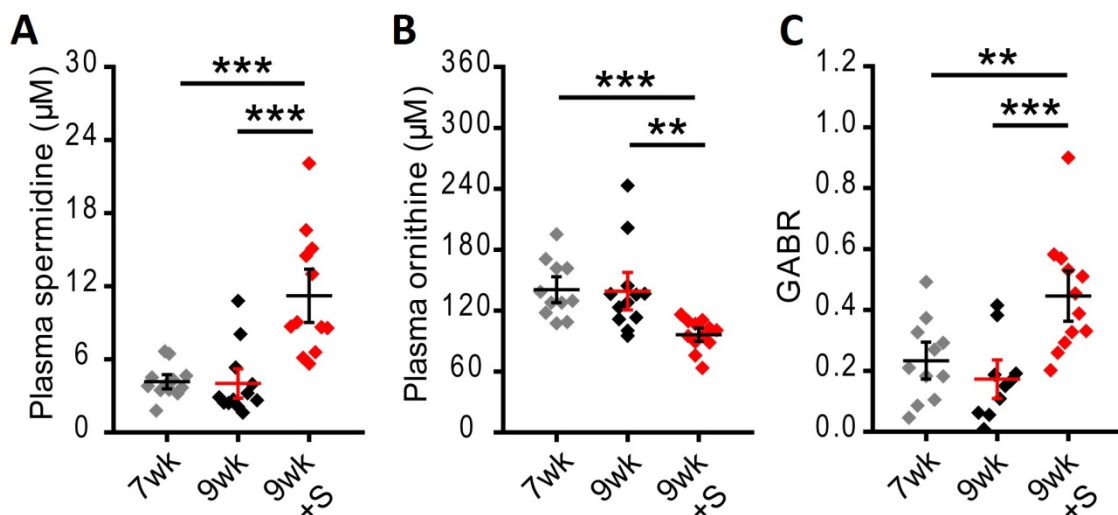 A
Plasma spermidine (µM)
30
24
18
12
6
0
***
***
7wk
9wk
9wk
+S
B
Plasma ornithine (µM)
360
300
240
180
120
60
0
***
**
7wk
9wk
9wk
+S
C
GABR
1.2
1.0
0.8
0.6
0.4
0.2
0.0
**
***
7wk
9wk
9wk
+S